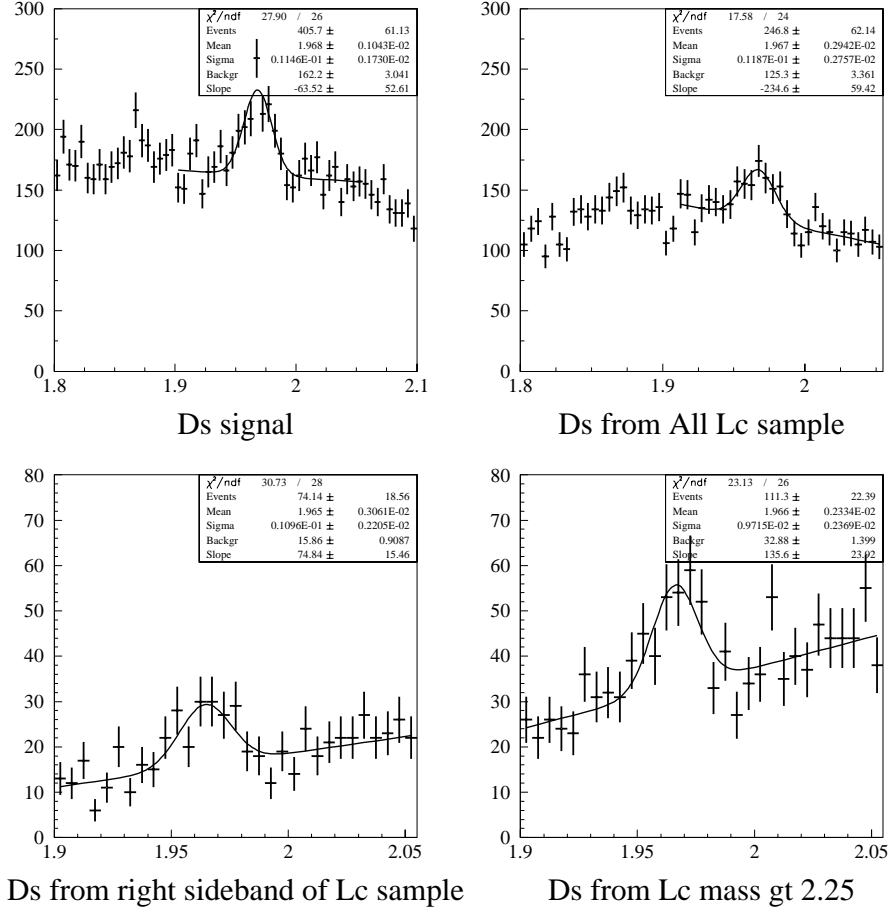 χ²/ndf 27.90 / 26
Events 405.7 ± 61.13
Mean 1.968 ± 0.1043E-02
Sigma 0.1146E-01 ± 0.1730E-02
Backgr 162.2 ± 3.041
Slope -63.52 ± 52.61
300
250
200
150
100
50
0
1.8 1.9 2 2.1
Ds signal
χ²/ndf 17.58 / 24
Events 246.8 ± 62.14
Mean 1.967 ± 0.2942E-02
Sigma 0.1187E-01 ± 0.2757E-02
Backgr 125.3 ± 3.361
Slope -234.6 ± 59.42
300
250
200
150
100
50
0
1.8 1.9 2
Ds from All Lc sample
χ²/ndf 30.73 / 28
Events 74.14 ± 18.56
Mean 1.965 ± 0.3061E-02
Sigma 0.1096E-01 ± 0.2205E-02
Backgr 15.86 ± 0.9087
Slope 74.84 ± 15.46
80
70
60
50
40
30
20
10
0
1.9 1.95 2 2.05
Ds from right sideband of Lc sample
χ²/ndf 23.13 / 26
Events 111.3 ± 22.39
Mean 1.966 ± 0.2334E-02
Sigma 0.9715E-02 ± 0.2369E-02
Backgr 32.88 ± 1.399
Slope 135.6 ± 23.92
80
70
60
50
40
30
20
10
0
1.9 1.95 2 2.05
Ds from Lc mass gt 2.25